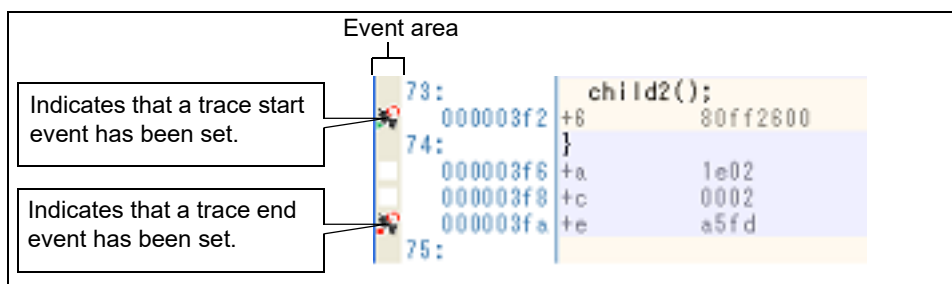 Event area
Indicates that a trace start
event has been set.
Indicates that a trace end
event has been set.
73: child2();
000003f2 +6 80ff2600
74: }
000003f6 +a 1e02
000003f8 +c 0002
000003fa +e a5fd
75: